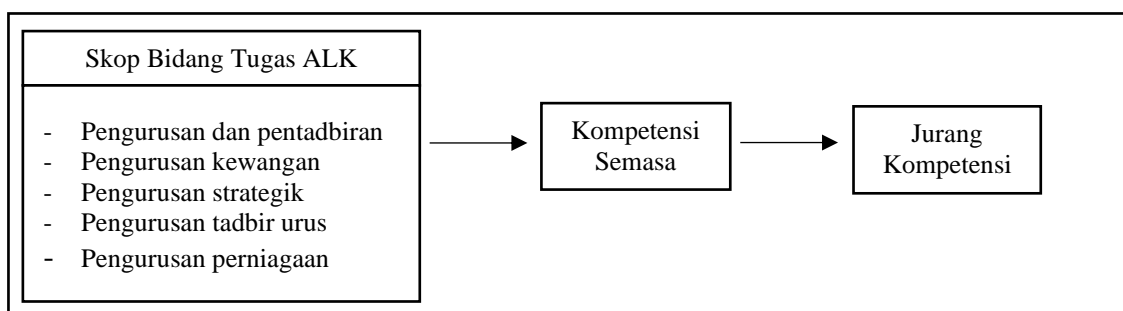 Skop Bidang Tugas ALK
- Pengurusan dan pentadbiran
- Pengurusan kewangan
- Pengurusan strategik
- Pengurusan tadbir urus
- Pengurusan perniagaan
Kompetensi
Semasa
Jurang
Kompetensi